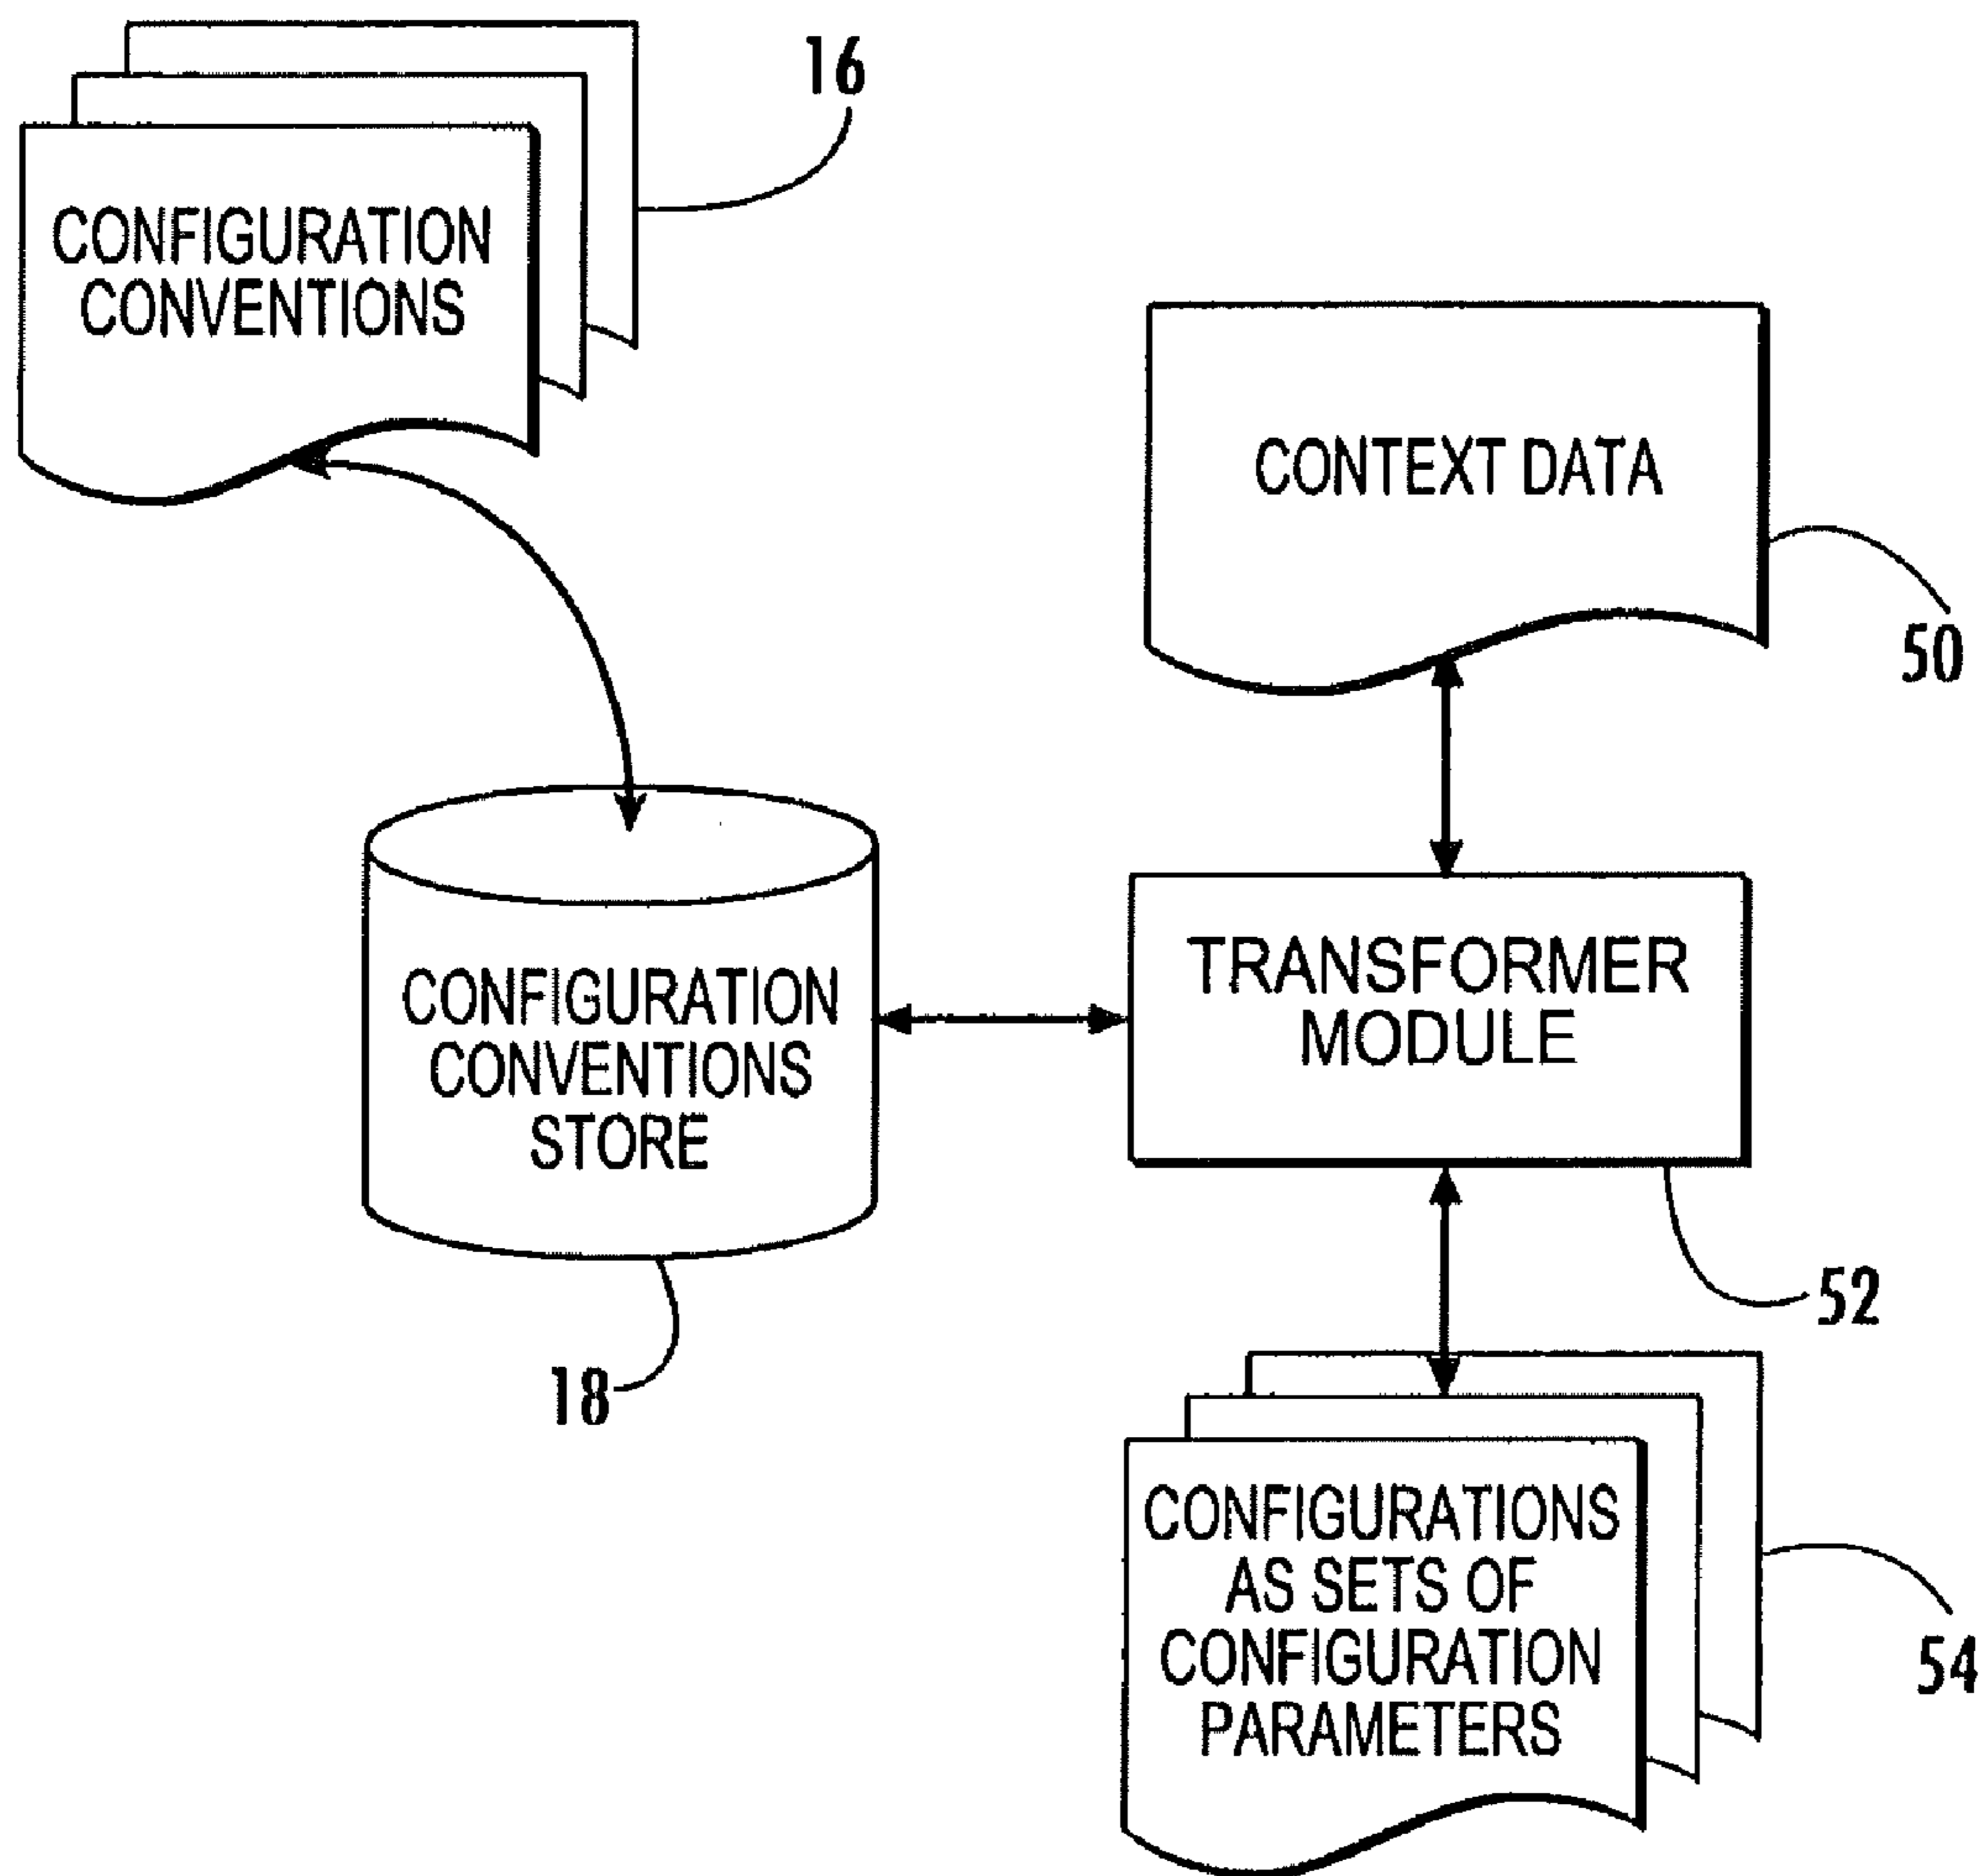 16
CONFIGURATION
CONVENTIONS
CONTEXT DATA
50
CONFIGURATION
CONVENTIONS
STORE
18
TRANSFORMER
MODULE
52
CONFIGURATIONS
AS SETS OF
CONFIGURATION
PARAMETERS
54